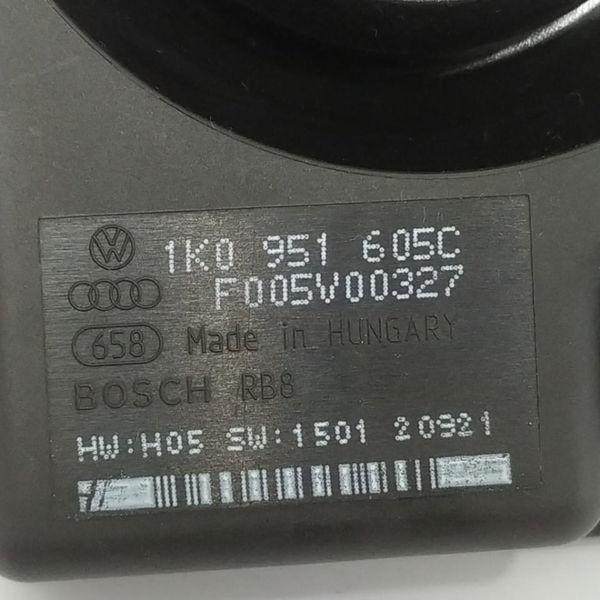 1K0 951 605C
F005V00327
658 Made in HUNGARY
BOSCH RB8
HW:H05 SW:1501 20921